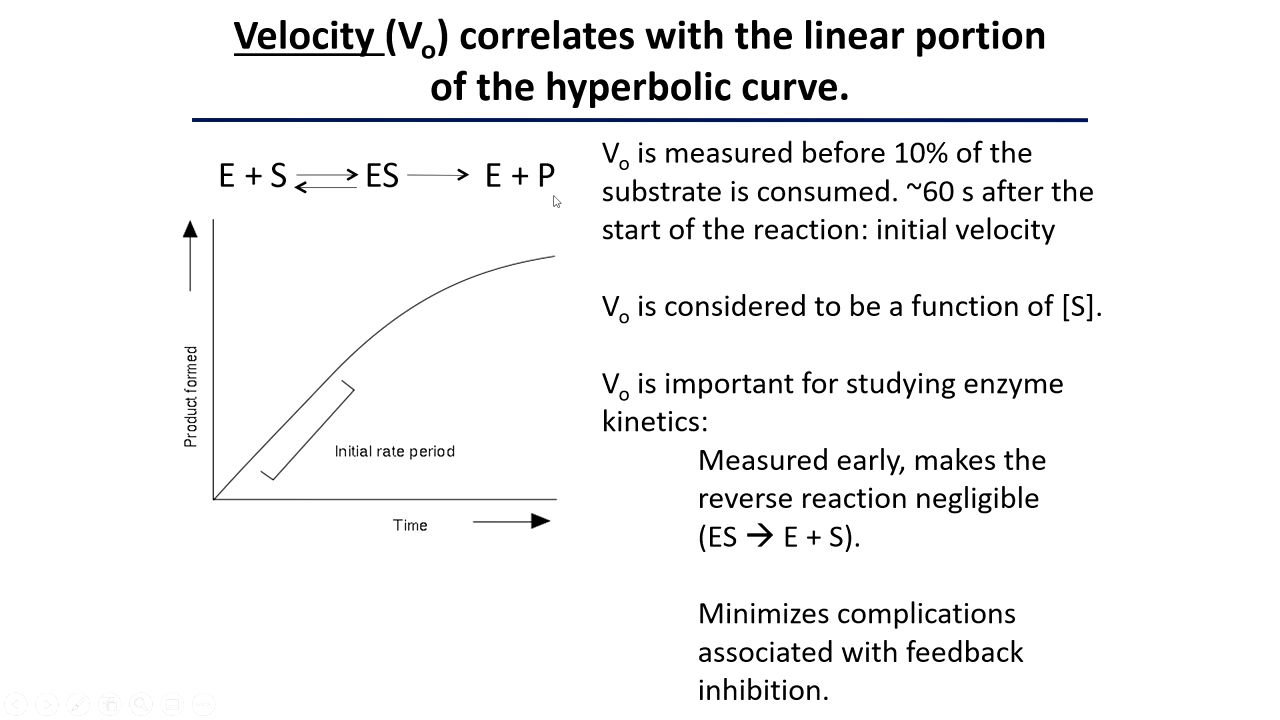 Velocity (Vo) correlates with the linear portion
of the hyperbolic curve.
E + S ⇌ ES → E + P
Product formed
Initial rate period
Time
Vo is measured before 10% of the
substrate is consumed. ~60 s after the
start of the reaction: initial velocity
Vo is considered to be a function of [S].
Vo is important for studying enzyme
kinetics:
Measured early, makes the
reverse reaction negligible
(ES → E + S).
Minimizes complications
associated with feedback
inhibition.